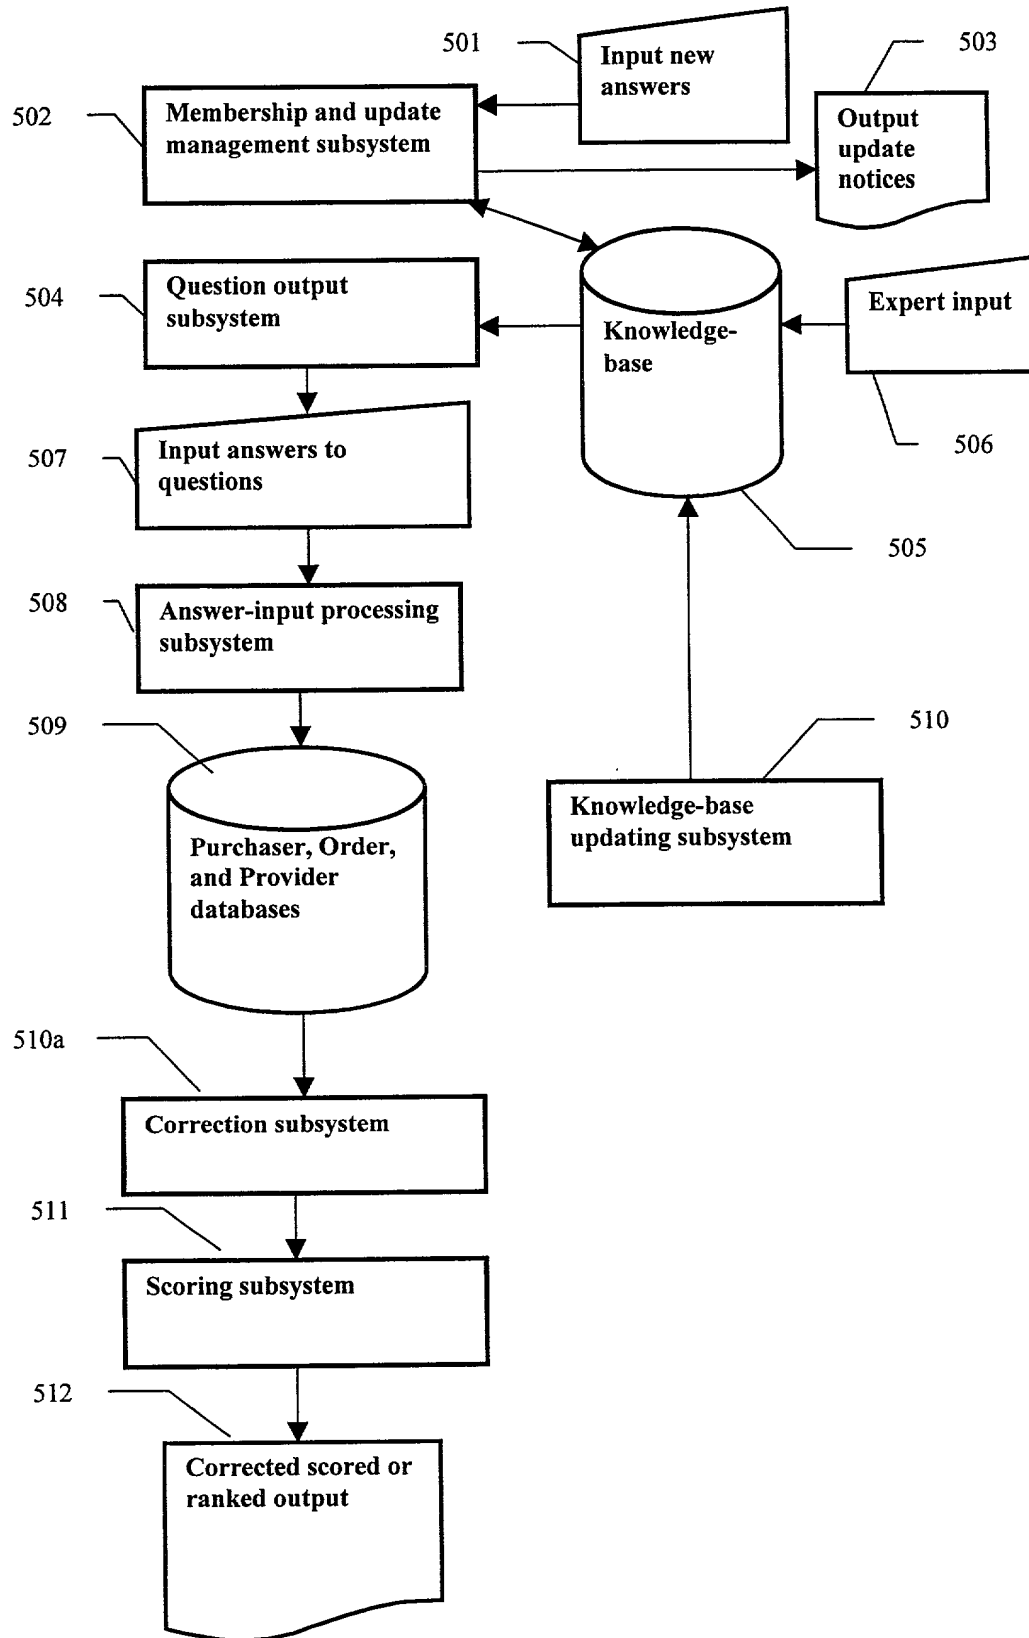 501
Input new
answers
503
502
Membership and update
management subsystem
Output
update
notices
504
Question output
subsystem
Knowledge-
base
Expert input
506
507
Input answers to
questions
505
508
Answer-input processing
subsystem
509
510
Purchaser, Order,
and Provider
databases
Knowledge-base
updating subsystem
510a
Correction subsystem
511
Scoring subsystem
512
Corrected scored or
ranked output